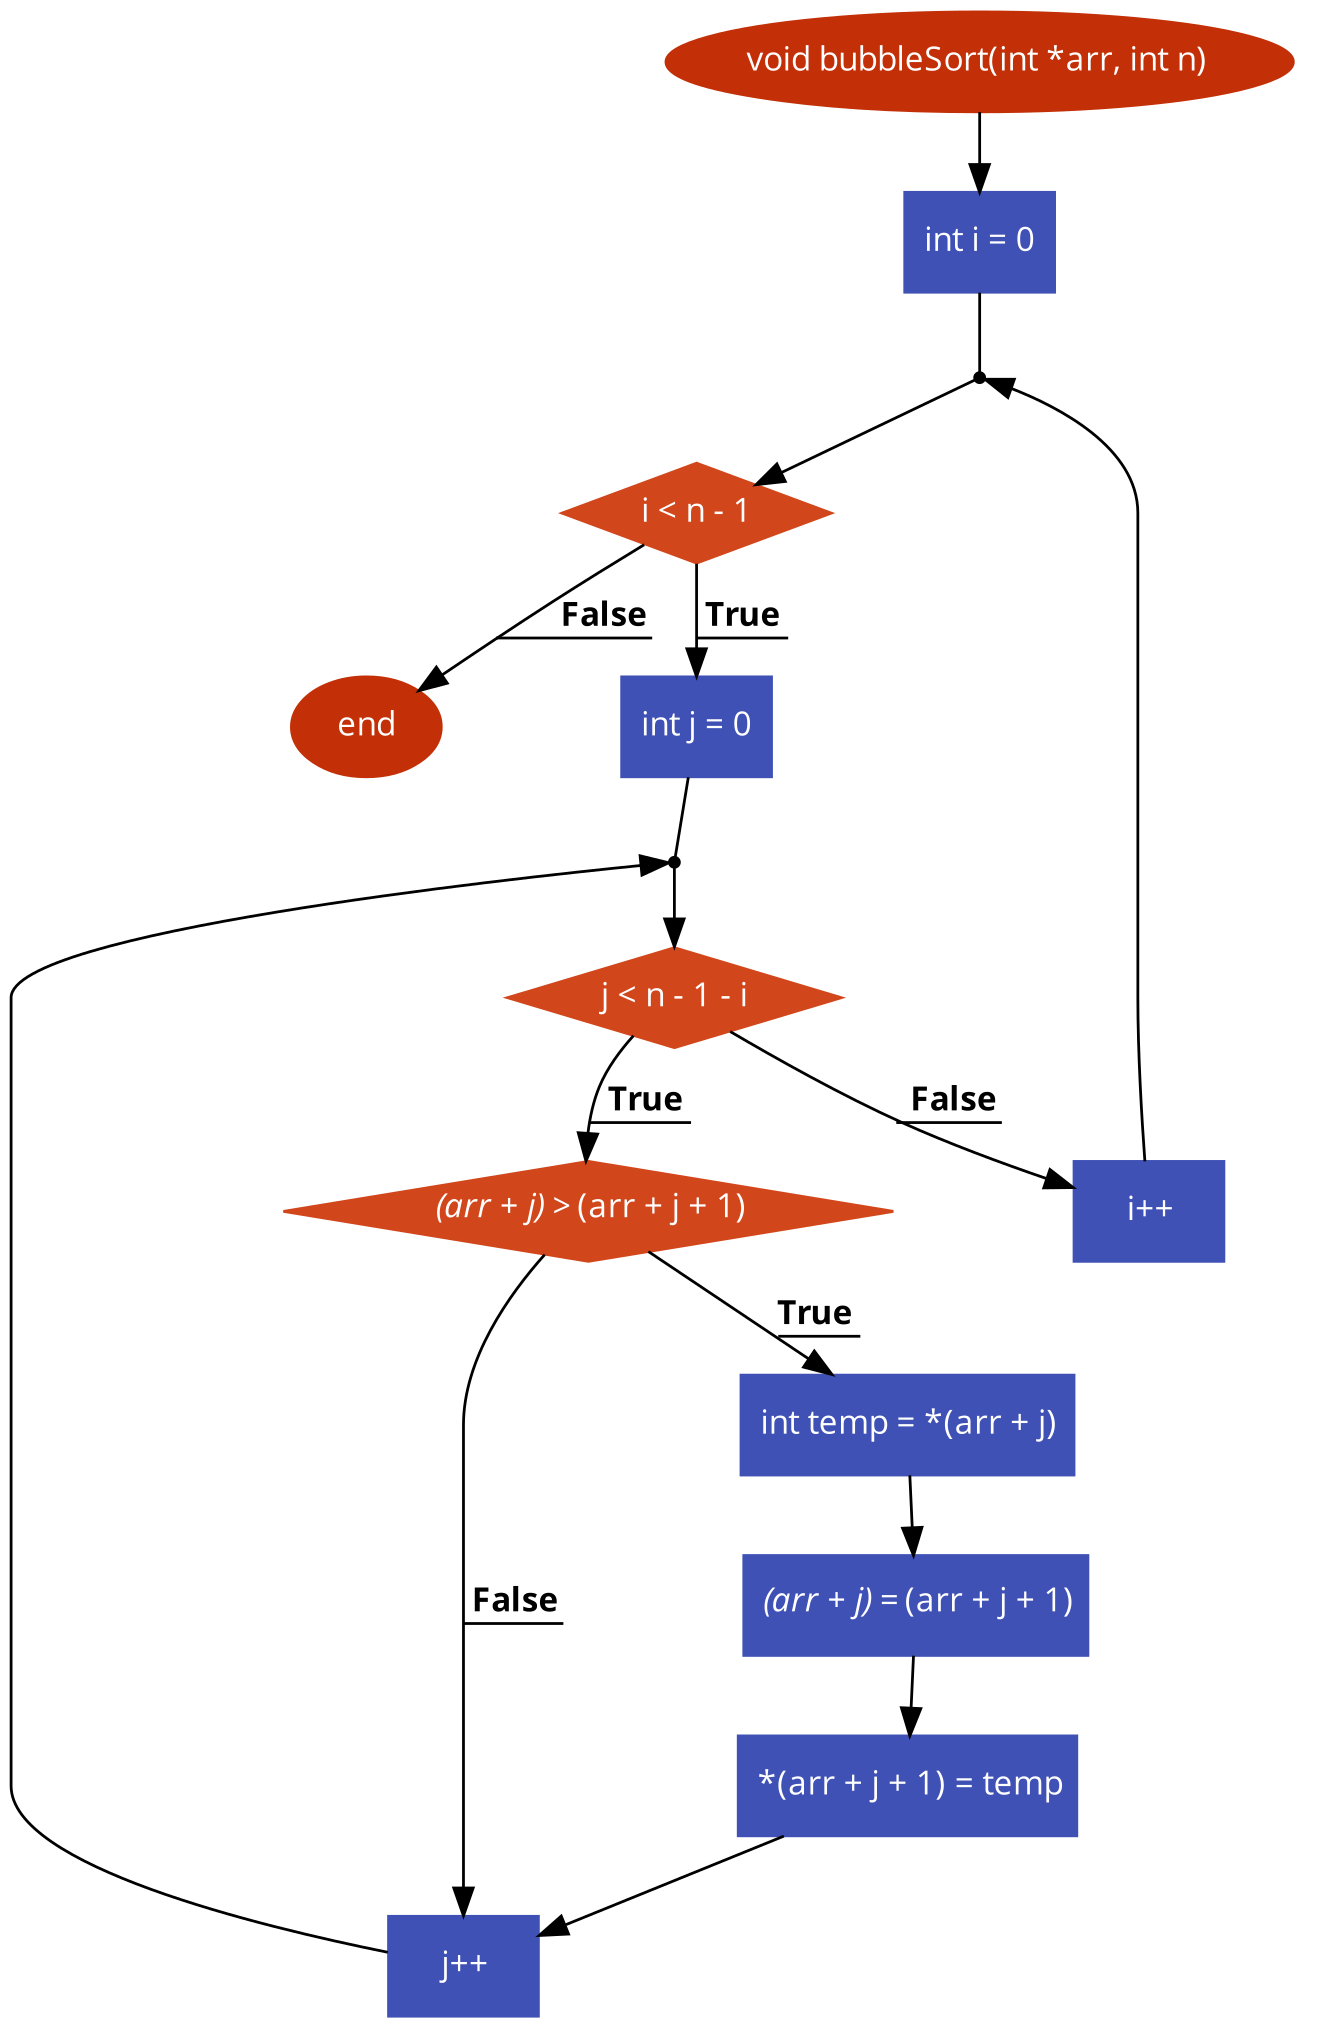 void bubbleSort(int *arr, int n)
int i = 0
i < n - 1
False
True
end
int j = 0
j < n - 1 - i
True
False
(arr + j) > (arr + j + 1)
i++
True
int temp = *(arr + j)
(arr + j) = (arr + j + 1)
False
*(arr + j + 1) = temp
j++